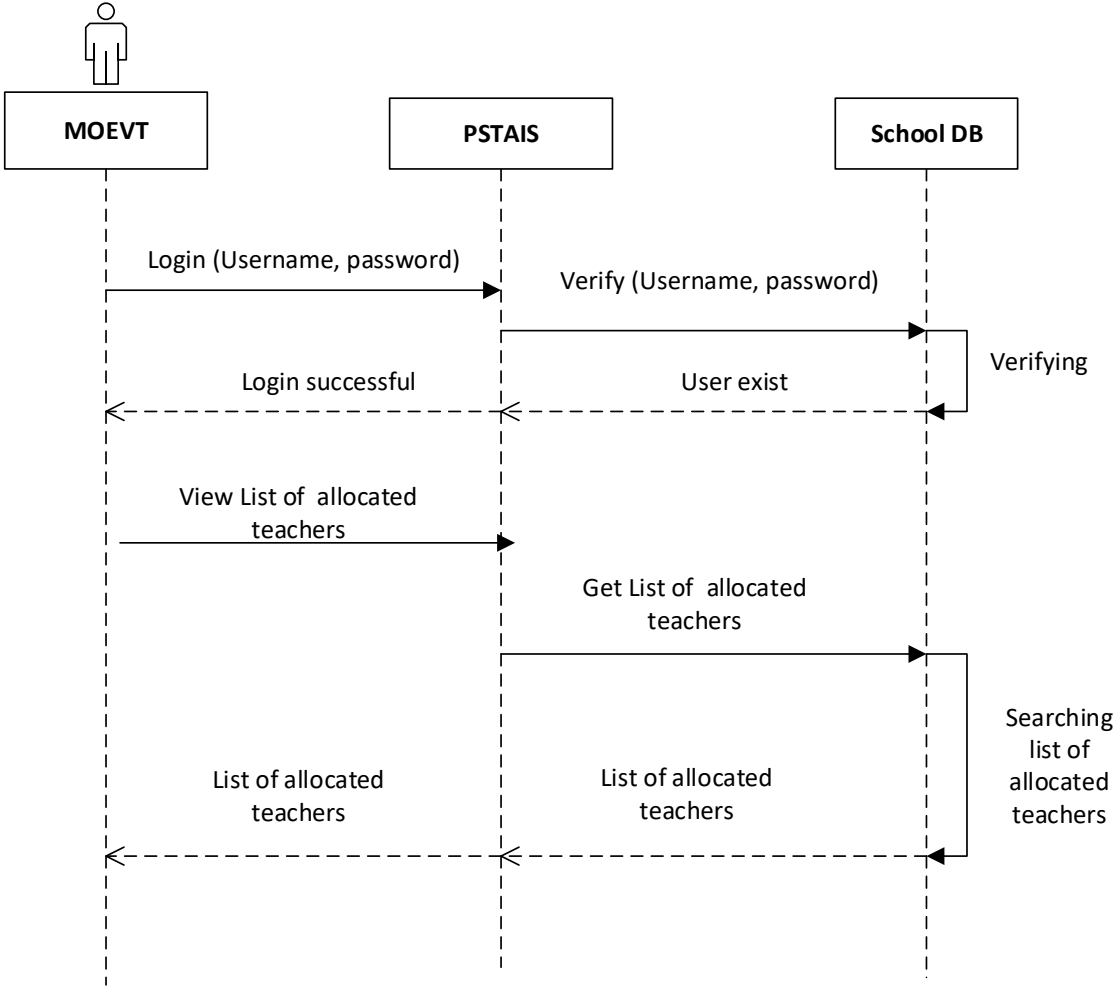 MOEVT
PSTAIS
School DB
Login (Username, password)
Verify (Username, password)
Verifying
Login successful
User exist
View List of  allocated
teachers
Get List of  allocated
teachers
Searching
list of
allocated
teachers
List of allocated
teachers
List of allocated
teachers